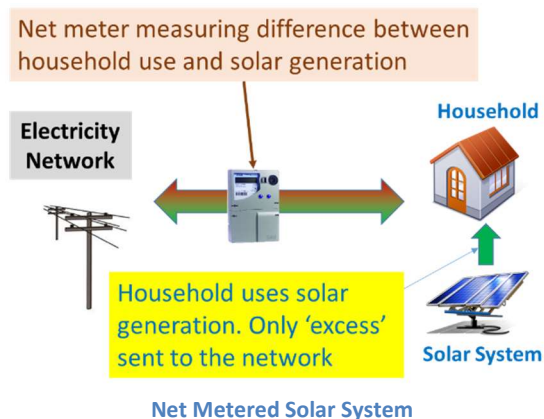 Net meter measuring difference between
household use and solar generation
Household
Electricity
Network
Household uses solar
generation. Only ‘excess’
sent to the network
Solar System
Net Metered Solar System